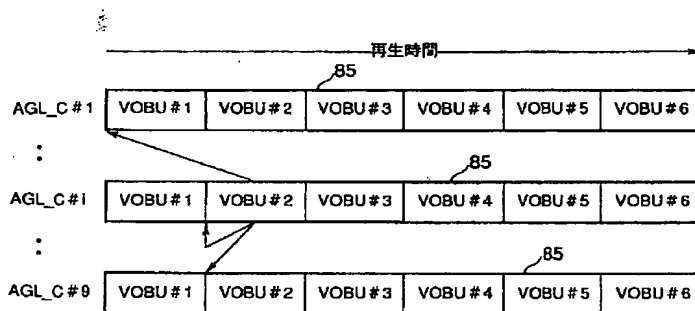 再生時間
85
AGL_C#1 VOBU#1 VOBU#2 VOBU#3 VOBU#4 VOBU#5 VOBU#6
85
AGL_C#i VOBU#1 VOBU#2 VOBU#3 VOBU#4 VOBU#5 VOBU#6
85
AGL_C#9 VOBU#1 VOBU#2 VOBU#3 VOBU#4 VOBU#5 VOBU#6